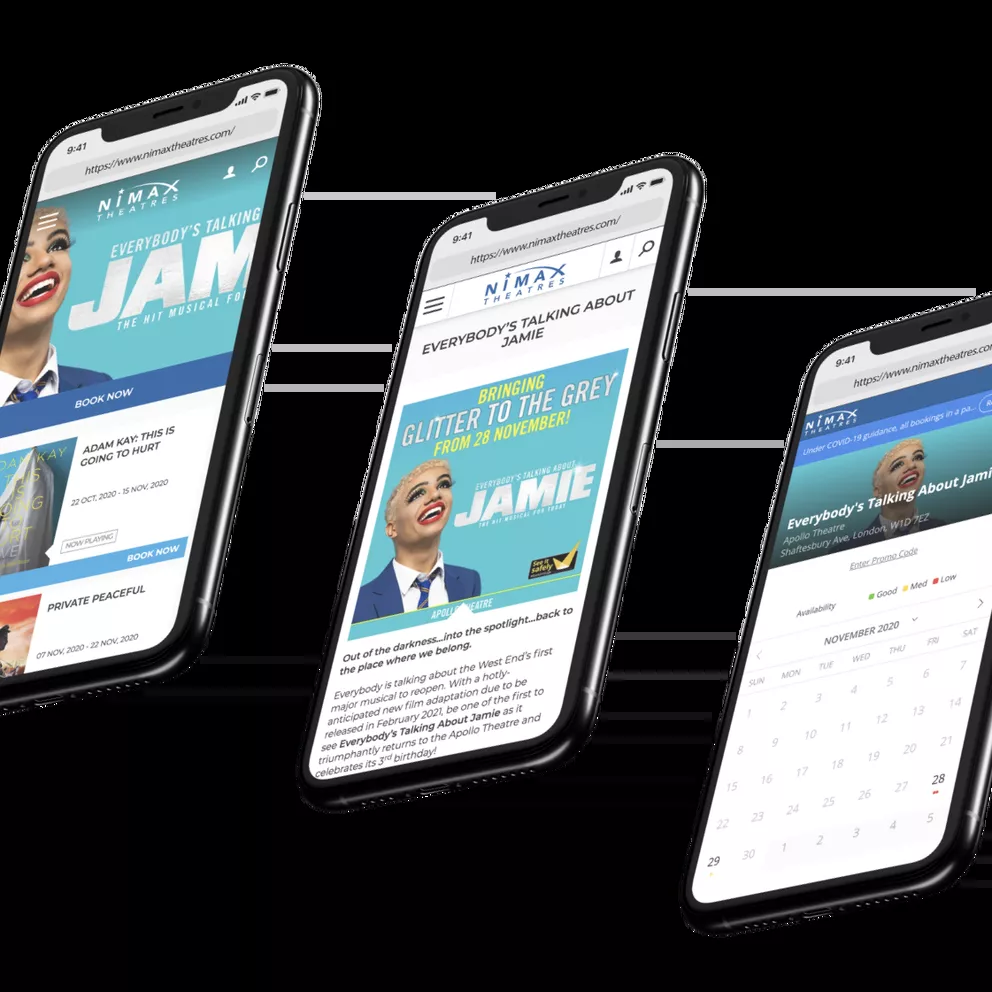 9:41
https://www.nimaxtheatres.com/
NIMAX
THEATRES
EVERYBODY'S TALKING
JAM
THE HIT MUSICAL FO
BOOK NOW
ADAM KAY: THIS IS
GOING TO HURT
22 OCT, 2020 - 15 NOV, 2020
NOW PLAYING
BOOK NOW
PRIVATE PEACEFUL
07 NOV, 2020 - 22 NOV, 2020
9:41
https://www.nimaxtheatres.com/
NIMAX
THEATRES
EVERYBODY'S TALKING ABOUT
JAMIE
BRINGING
GLITTER TO THE GREY
FROM 28 NOVEMBER!
EVERYBODY'S TALKING ABOUT
JAMIE
THE HIT MUSICAL FOR TODAY
See it
safely
APOLLO THEATRE
Out of the darkness...into the spotlight...back to
the place where we belong.
Everybody is talking about the West End's first
major musical to reopen. With a hotly-
anticipated new film adaptation due to be
released in February 2021, be one of the first to
see Everybody's Talking About Jamie as it
triumphantly returns to the Apollo Theatre and
celebrates its 3rd birthday!
9:41
https://www.nimaxtheatres.com
NIMAX
THEATRES
Under COVID-19 guidance, all bookings in a pa...
Everybody's Talking About Jami
Apollo Theatre
Shaftesbury Ave, London, W1D 7EZ
Enter Promo Code
Availability Good Med Low
NOVEMBER 2020
SUN MON TUE WED THU FRI SAT
1 2 3 4 5 6 7
8 9 10 11 12 13 14
15 16 17 18 19 20 21
22 23 24 25 26 27 28
29 30 1 2 3 4 5